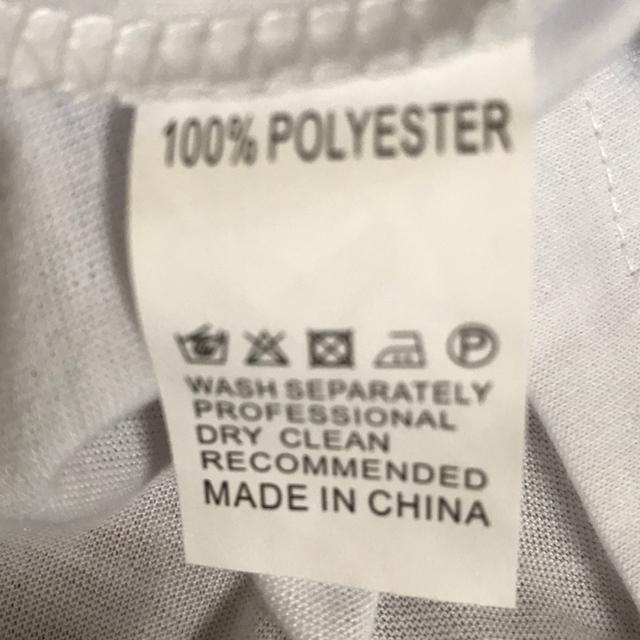 100% POLYESTER
P
WASH SEPARATELY
PROFESSIONAL
DRY CLEAN
RECOMMENDED
MADE IN CHINA